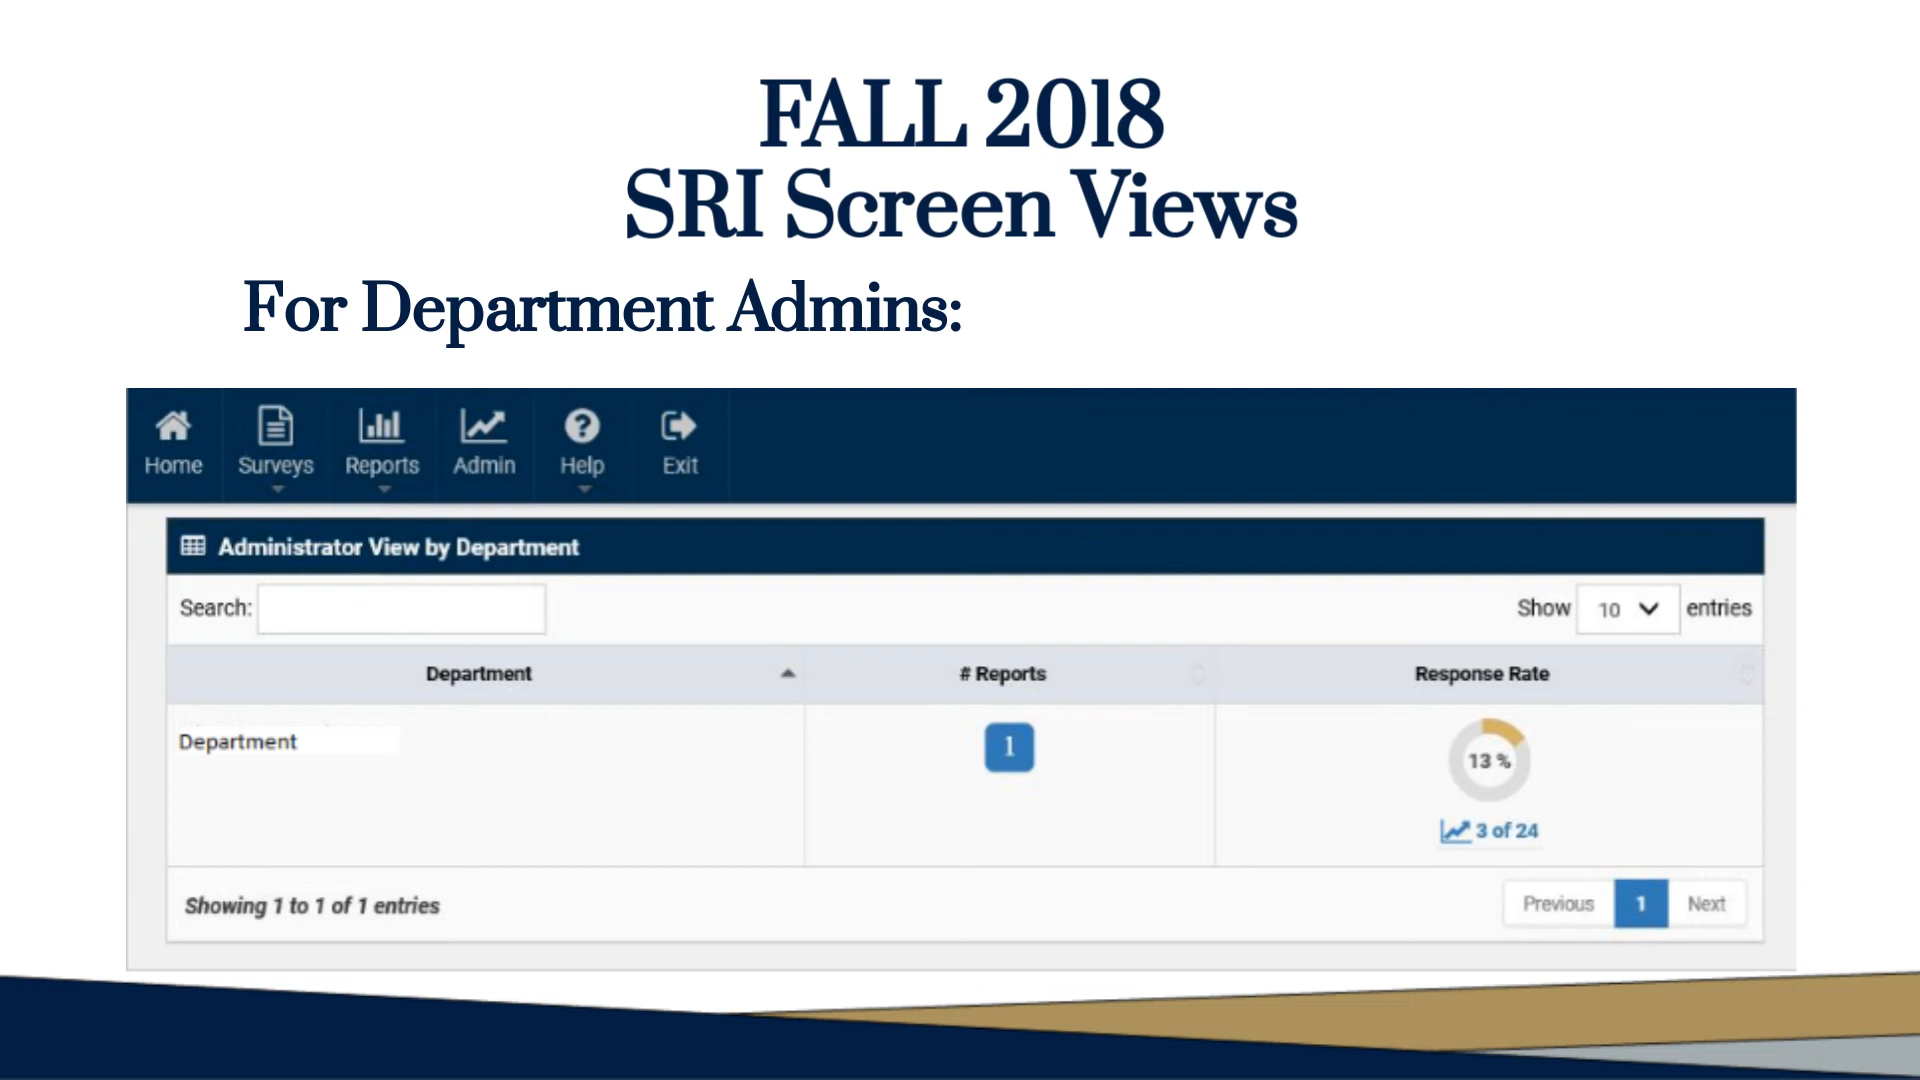 FALL 2018
SRI Screen Views
For Department Admins:
Home Surveys Reports Admin Help Exit
Administrator View by Department
Search: Show 10 entries
Department # Reports Response Rate
Department 1 13 %
3 of 24
Showing 1 to 1 of 1 entries Previous 1 Next